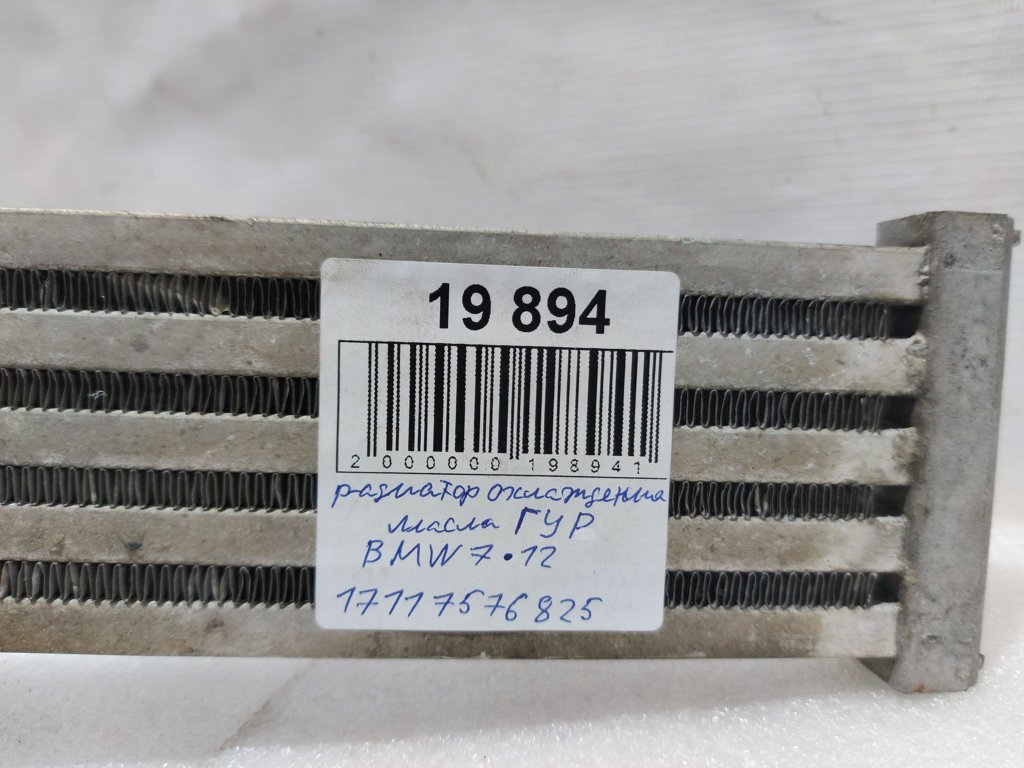 19 894
2 000000 198941
радиатор охлаждения
масла ГУР
BMW 7 • 12
17117576825